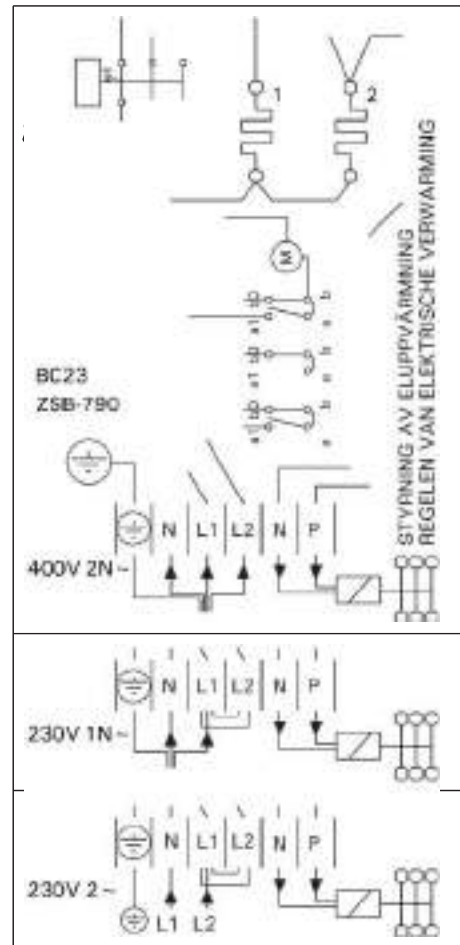 1
2
M
STYRNING AV ELUPPVÄRMNING
REGELEN VAN ELEKTRISCHE VERWARMING
BC23
ZSB-790
N L1 L2 N P
400V 2N~
N L1 L2 N P
230V 1N~
N L1 L2 N P
230V 2~
L1 L2